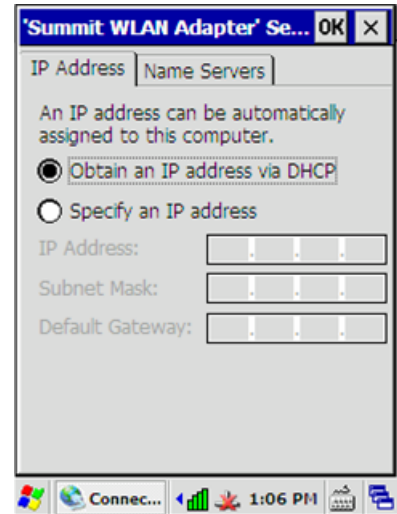 'Summit WLAN Adapter' Se... OK ×
IP Address Name Servers
An IP address can be automatically
assigned to this computer.
Obtain an IP address via DHCP
Specify an IP address
IP Address: . . .
Subnet Mask: . . .
Default Gateway: . . .
Connec... 1:06 PM